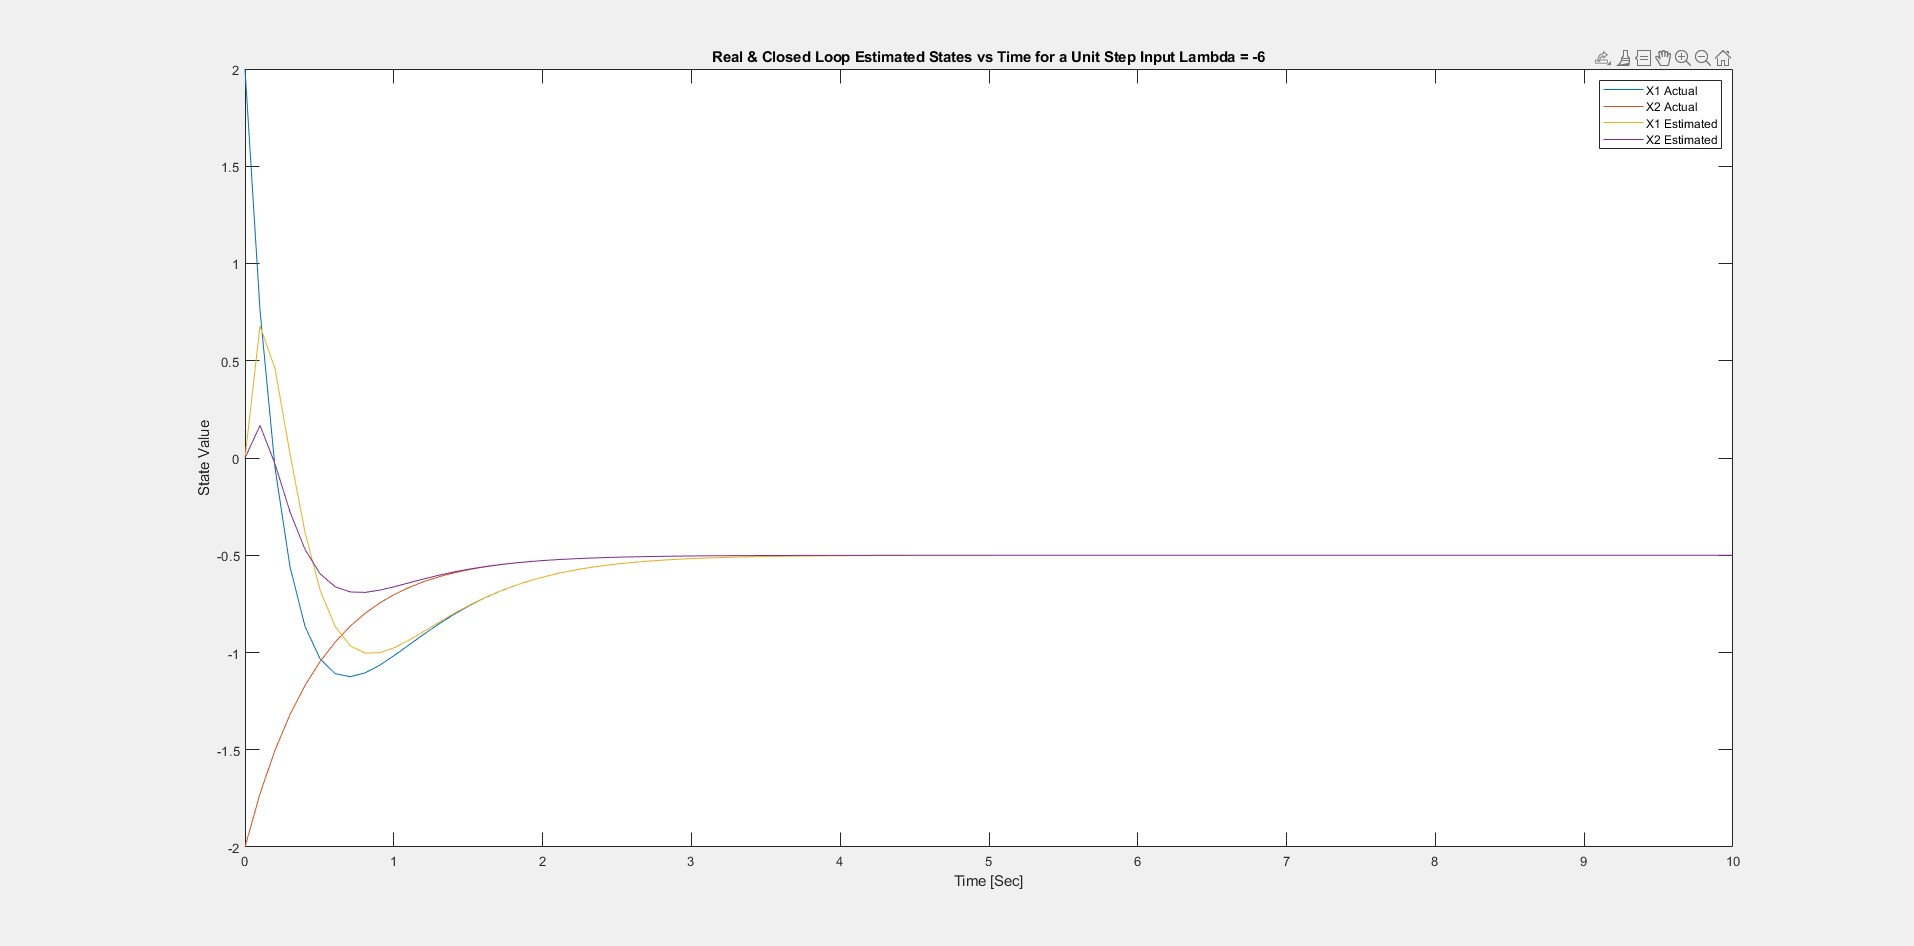 Real & Closed Loop Estimated States vs Time for a Unit Step Input Lambda = -6
X1 Actual
X2 Actual
X1 Estimated
X2 Estimated
State Value
2
1.5
1
0.5
0
-0.5
-1
-1.5
-2
0 1 2 3 4 5 6 7 8 9 10
Time [Sec]